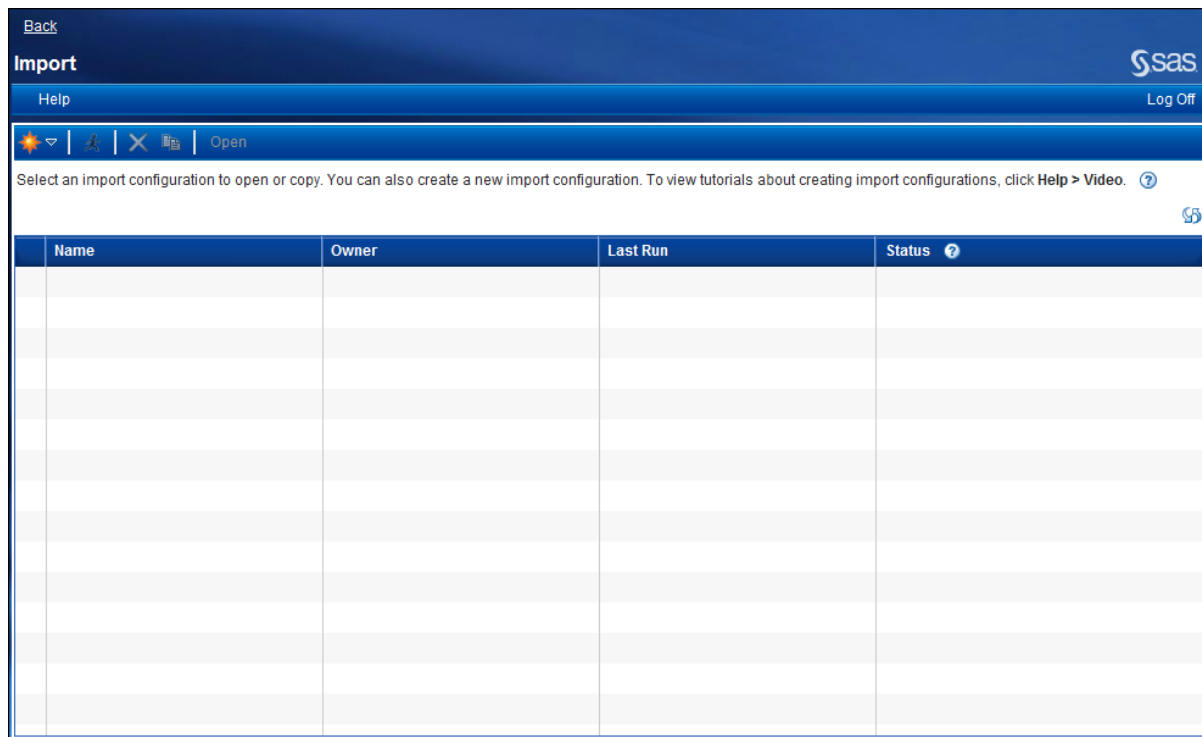 Back
Import
sas
Help
Log Off
Open
Select an import configuration to open or copy. You can also create a new import configuration. To view tutorials about creating import configurations, click Help > Video. ?
Name Owner Last Run Status ?